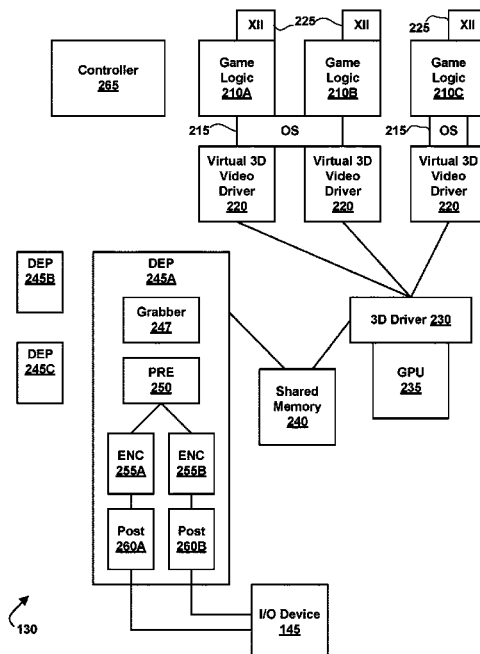 XII
225
XII
225
XII
Controller
265
Game
Logic
210A
Game
Logic
210B
Game
Logic
210C
215
OS
215
OS
Virtual 3D
Video
Driver
220
Virtual 3D
Video
Driver
220
Virtual 3D
Video
Driver
220
DEP
245B
DEP
245A
Grabber
247
3D Driver 230
DEP
245C
PRE
250
Shared
Memory
240
GPU
235
ENC
255A
ENC
255B
Post
260A
Post
260B
I/O Device
145
130